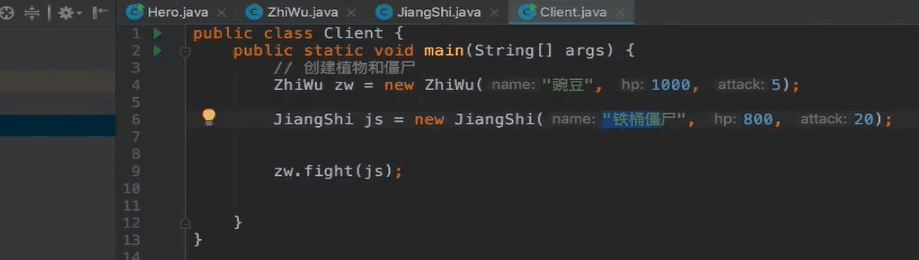 Hero.java ZhiWu.java JiangShi.java Client.java
1 public class Client {
2 public static void main(String[] args) {
3 // 创建植物和僵尸
4 ZhiWu zw = new ZhiWu( name: "豌豆", hp: 1000, attack: 5);
5
6 JiangShi js = new JiangShi( name: "铁桶僵尸", hp: 800, attack: 20);
7
8
9 zw.fight(js);
10
11
12 }
13 }
14